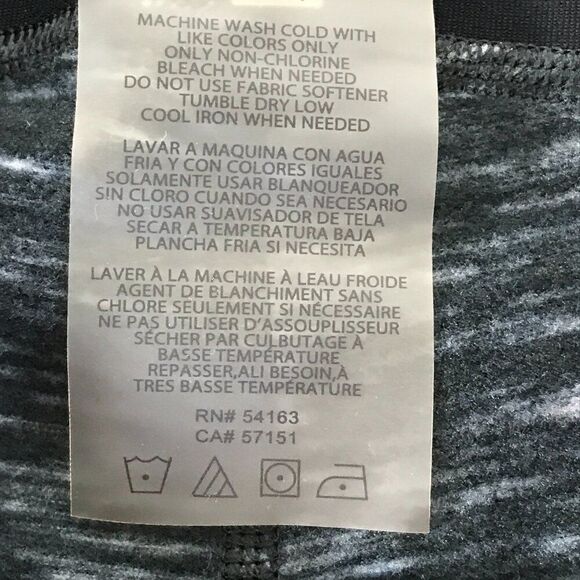 MACHINE WASH COLD WITH
LIKE COLORS ONLY
ONLY NON-CHLORINE
BLEACH WHEN NEEDED
DO NOT USE FABRIC SOFTENER
TUMBLE DRY LOW
COOL IRON WHEN NEEDED
LAVAR A MAQUINA CON AGUA
FRIA Y CON COLORES IGUALES
SOLAMENTE USAR BLANQUEADOR
SIN CLORO CUANDO SEA NECESARIO
NO USAR SUAVISADOR DE TELA
SECAR A TEMPERATURA BAJA
PLANCHA FRIA SI NECESITA
LAVER À LA MACHINE À LEAU FROIDE
AGENT DE BLANCHIMENT SANS
CHLORE SEULEMENT SI NÉCESSAIRE
NE PAS UTILISER D'ASSOUPLISSEUR
SÉCHER PAR CULBUTAGE À
BASSE TEMPÉRATURE
REPASSER,ALI BESOIN,À
TRES BASSE TEMPÉRATURE
RN# 54163
CA# 57151